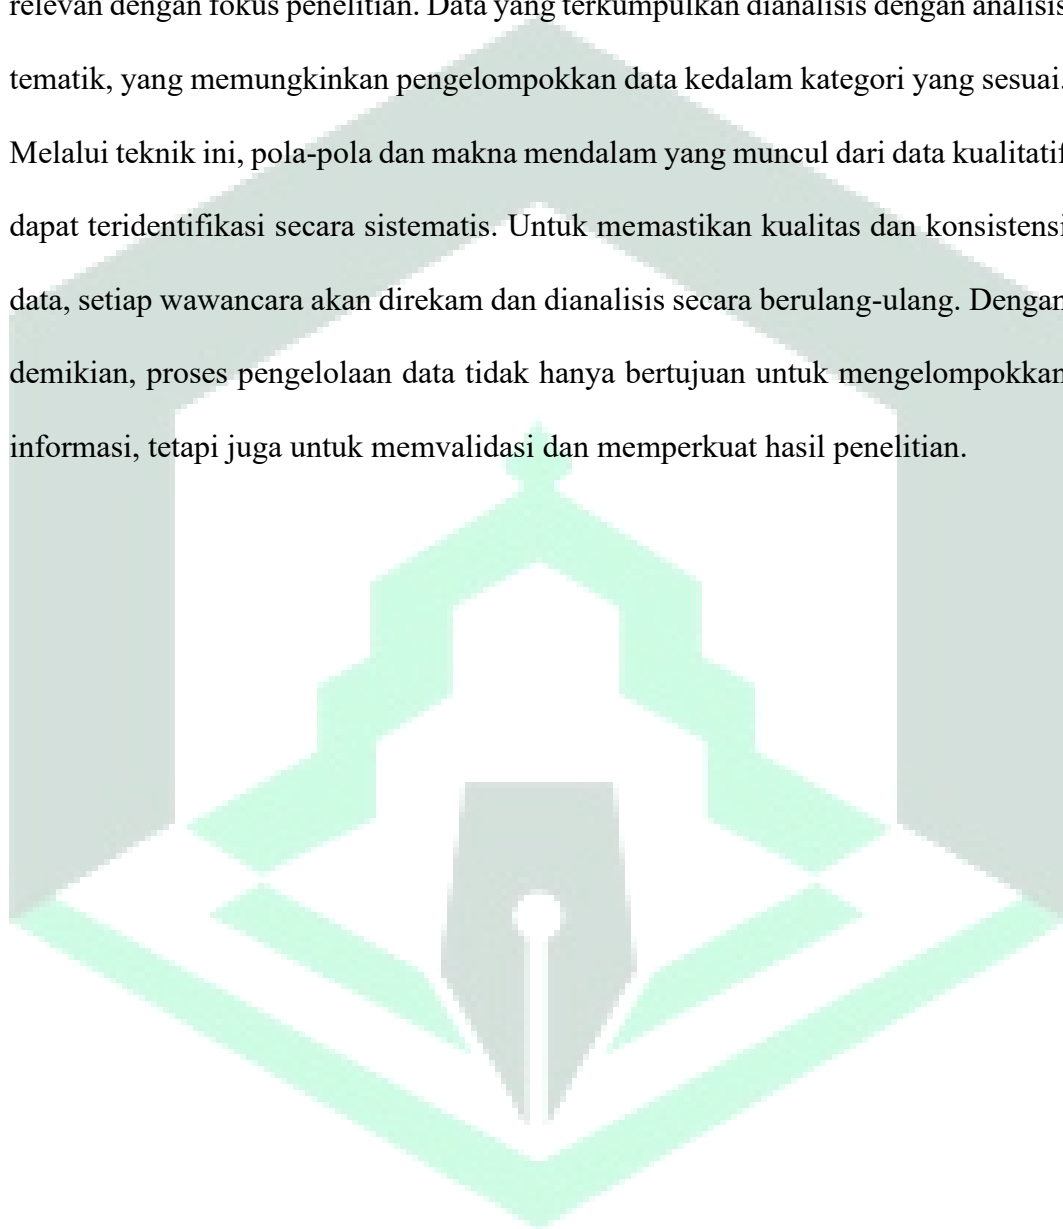 relevan dengan fokus penelitian. Data yang terkumpulkan dianalisis dengan analisis
tematik, yang memungkinkan pengelompokkan data kedalam kategori yang sesuai.
Melalui teknik ini, pola-pola dan makna mendalam yang muncul dari data kualitatif
dapat teridentifikasi secara sistematis. Untuk memastikan kualitas dan konsistensi
data, setiap wawancara akan direkam dan dianalisis secara berulang-ulang. Dengan
demikian, proses pengelolaan data tidak hanya bertujuan untuk mengelompokkan
informasi, tetapi juga untuk memvalidasi dan memperkuat hasil penelitian.